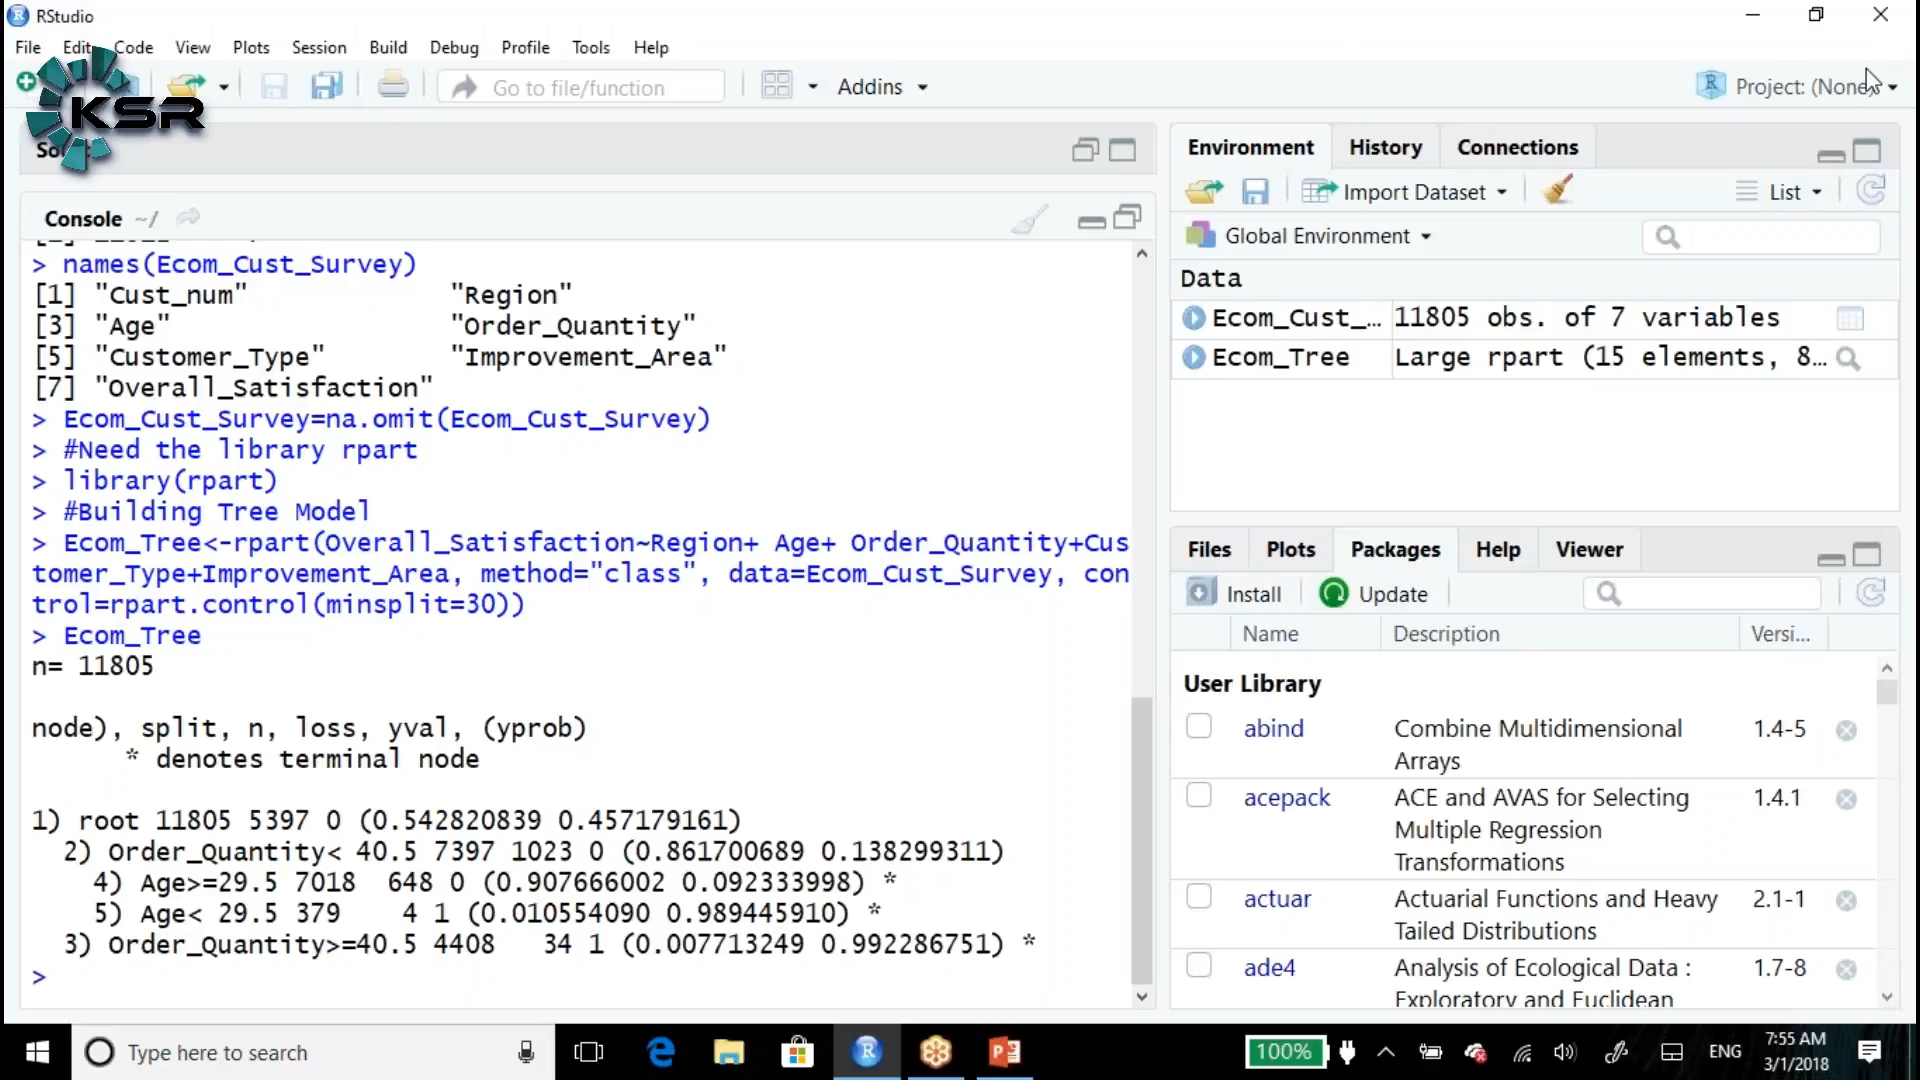 RStudio
File Edit Code View Plots Session Build Debug Profile Tools Help
Go to file/function Addins Project: (None)
KSR
Console ~/
> names(Ecom_Cust_Survey)
[1] "Cust_num" "Region"
[3] "Age" "Order_Quantity"
[5] "Customer_Type" "Improvement_Area"
[7] "Overall_Satisfaction"
> Ecom_Cust_Survey=na.omit(Ecom_Cust_Survey)
> #Need the library rpart
> library(rpart)
> #Building Tree Model
> Ecom_Tree<-rpart(Overall_Satisfaction~Region+ Age+ Order_Quantity+Cus
tomer_Type+Improvement_Area, method="class", data=Ecom_Cust_Survey, con
trol=rpart.control(minsplit=30))
> Ecom_Tree
n= 11805
node), split, n, loss, yval, (yprob)
* denotes terminal node
1) root 11805 5397 0 (0.542820839 0.457179161)
2) Order_Quantity< 40.5 7397 1023 0 (0.861700689 0.138299311)
4) Age>=29.5 7018 648 0 (0.907666002 0.092333998) *
5) Age< 29.5 379 4 1 (0.010554090 0.989445910) *
3) Order_Quantity>=40.5 4408 34 1 (0.007713249 0.992286751) *
>
Environment History Connections
Import Dataset List
Global Environment
Data
Ecom_Cust_... 11805 obs. of 7 variables
Ecom_Tree Large rpart (15 elements, 8...
Files Plots Packages Help Viewer
Install Update
Name Description Versi...
User Library
abind Combine Multidimensional Arrays 1.4-5
acepack ACE and AVAS for Selecting Multiple Regression Transformations 1.4.1
actuar Actuarial Functions and Heavy Tailed Distributions 2.1-1
ade4 Analysis of Ecological Data : Exploratory and Euclidean 1.7-8
Type here to search
100% ENG 7:55 AM
3/1/2018